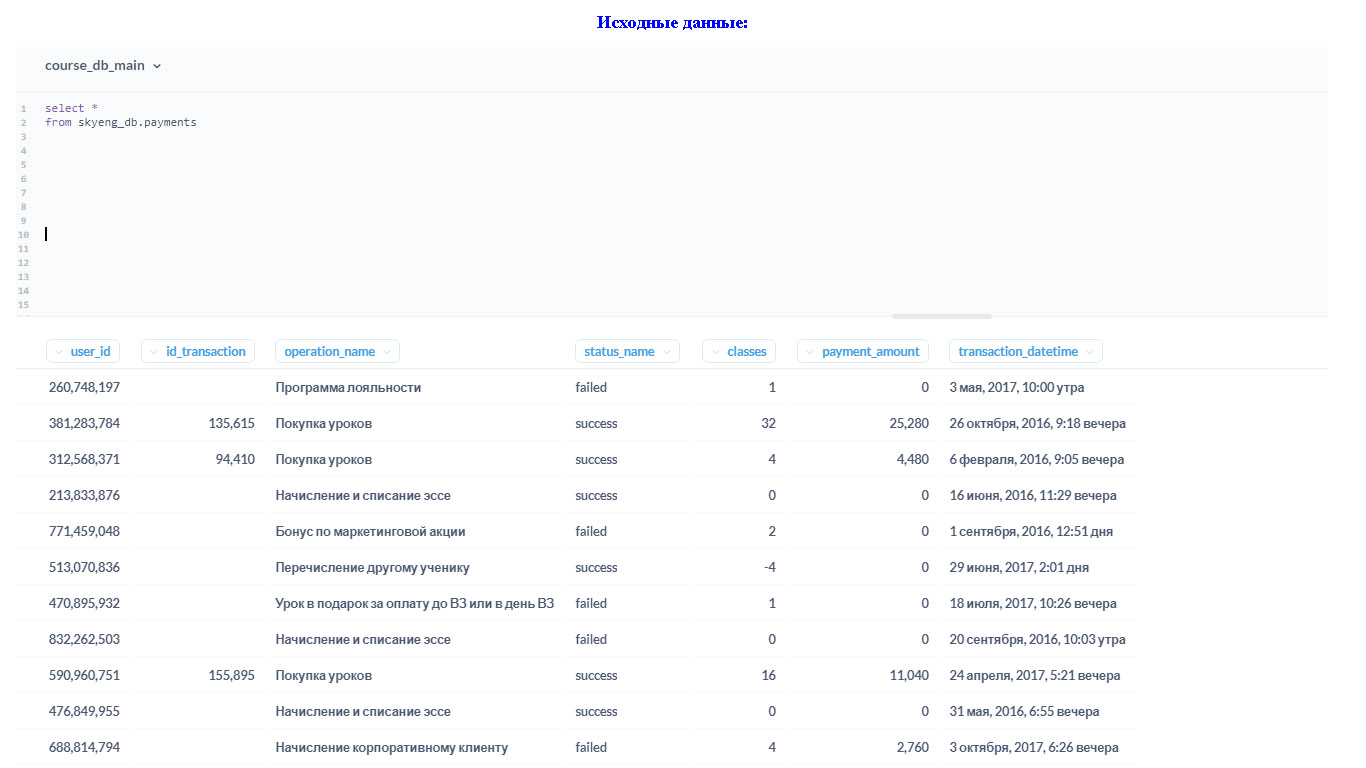 Исходные данные:
course_db_main
1 select *
2 from skyeng_db.payments
3
4
5
6
7
8
9
10
11
12
13
14
15
user_id id_transaction operation_name status_name classes payment_amount transaction_datetime
260,748,197 Программа лояльности failed 1 0 3 мая, 2017, 10:00 утра
381,283,784 135,615 Покупка уроков success 32 25,280 26 октября, 2016, 9:18 вечера
312,568,371 94,410 Покупка уроков success 4 4,480 6 февраля, 2016, 9:05 вечера
213,833,876 Начисление и списание эссе success 0 0 16 июня, 2016, 11:29 вечера
771,459,048 Бонус по маркетинговой акции failed 2 0 1 сентября, 2016, 12:51 дня
513,070,836 Перечисление другому ученику success -4 0 29 июня, 2017, 2:01 дня
470,895,932 Урок в подарок за оплату до ВЗ или в день ВЗ failed 1 0 18 июля, 2017, 10:26 вечера
832,262,503 Начисление и списание эссе failed 0 0 20 сентября, 2016, 10:03 утра
590,960,751 155,895 Покупка уроков success 16 11,040 24 апреля, 2017, 5:21 вечера
476,849,955 Начисление и списание эссе success 0 0 31 мая, 2016, 6:55 вечера
688,814,794 Начисление корпоративному клиенту failed 4 2,760 3 октября, 2017, 6:26 вечера